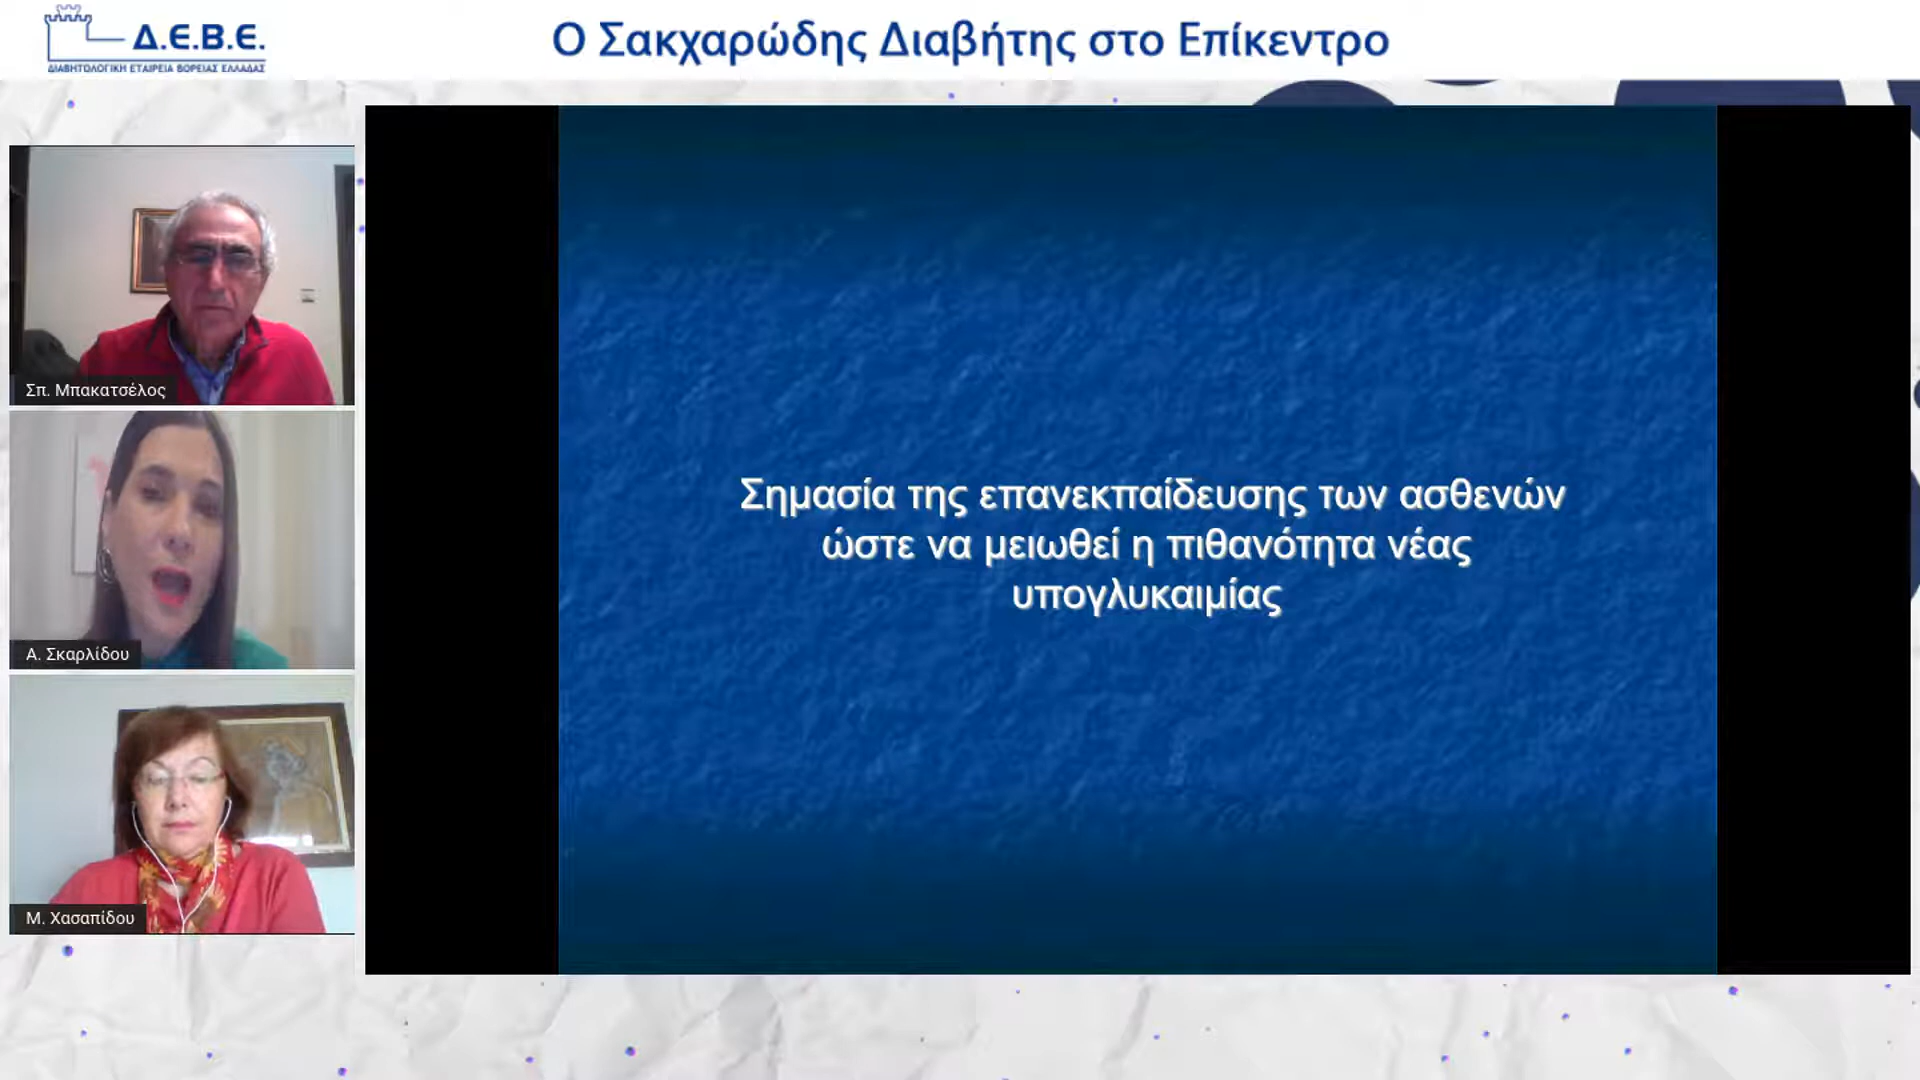 Δ.Ε.Β.Ε.
ΔΙΑΒΗΤΟΛΟΓΙΚΗ ΕΤΑΙΡΕΙΑ ΒΟΡΕΙΑΣ ΕΛΛΑΔΑΣ
Ο Σακχαρώδης Διαβήτης στο Επίκεντρο
Σπ. Μπακατσέλος
Α. Σκαρλίδου
Μ. Χασαπίδου
Σημασία της επανεκπαίδευσης των ασθενών
ώστε να μειωθεί η πιθανότητα νέας
υπογλυκαιμίας